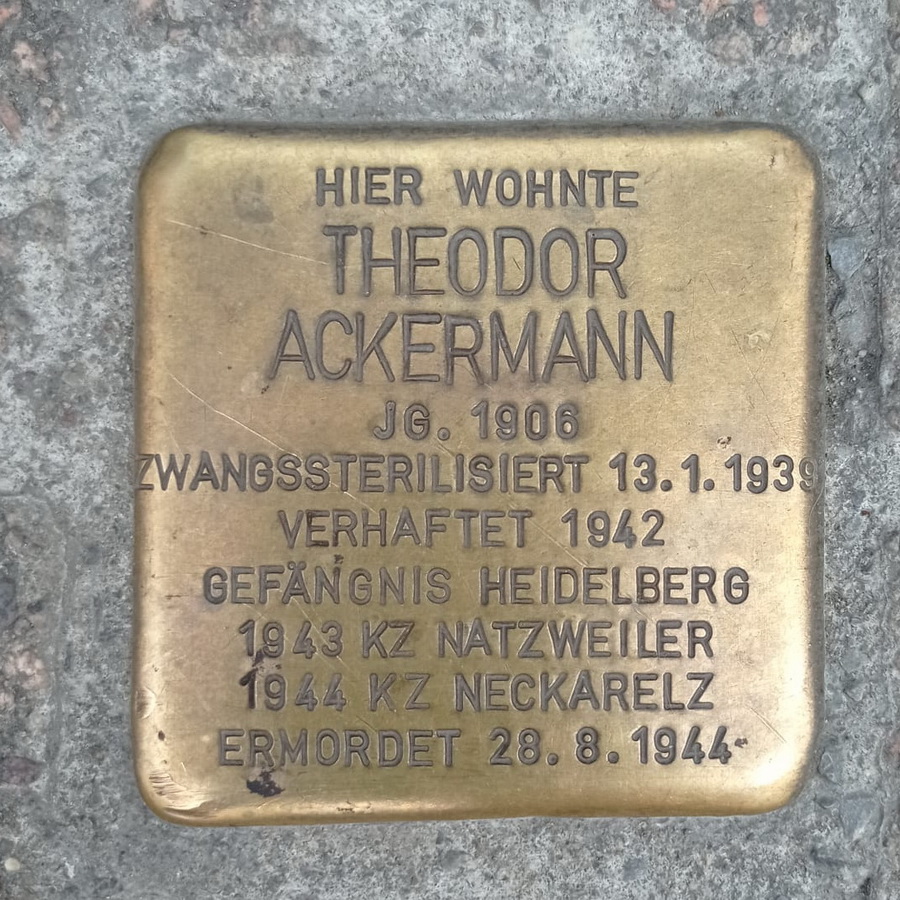 HIER WOHNTE
THEODOR
ACKERMANN
JG. 1906
ZWANGSSTERILISIERT 13.1.1939
VERHAFTET 1942
GEFÄNGNIS HEIDELBERG
1943 KZ NATZWEILER
1944 KZ NECKARELZ
ERMORDET 28.8.1944